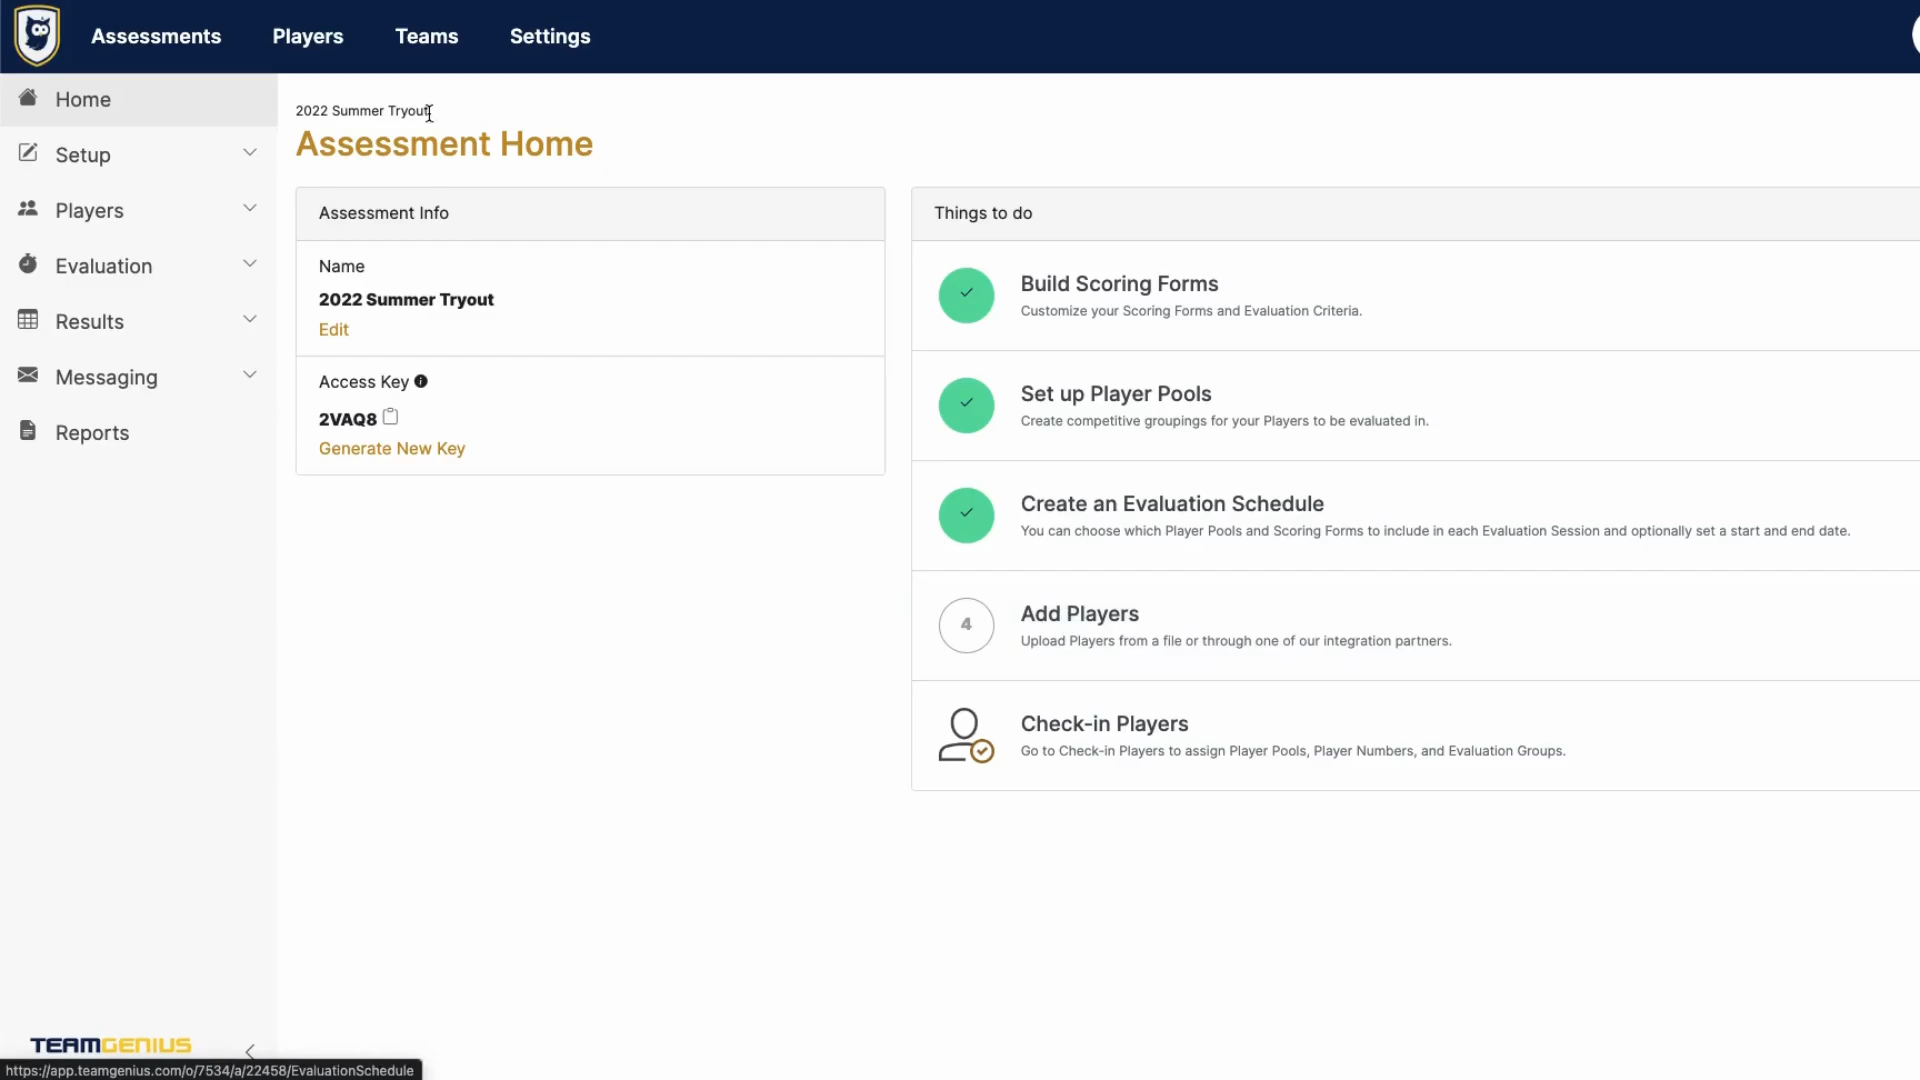 Assessments Players Teams Settings
Home
Setup
Players
Evaluation
Results
Messaging
Reports
TEAMGENIUS
https://app.teamgenius.com/o/7534/a/22458/EvaluationSchedule
2022 Summer Tryout
Assessment Home
Assessment Info
Name
2022 Summer Tryout
Edit
Access Key
2VAQ8
Generate New Key
Things to do
Build Scoring Forms
Customize your Scoring Forms and Evaluation Criteria.
Set up Player Pools
Create competitive groupings for your Players to be evaluated in.
Create an Evaluation Schedule
You can choose which Player Pools and Scoring Forms to include in each Evaluation Session and optionally set a start and end date.
4
Add Players
Upload Players from a file or through one of our integration partners.
Check-in Players
Go to Check-in Players to assign Player Pools, Player Numbers, and Evaluation Groups.